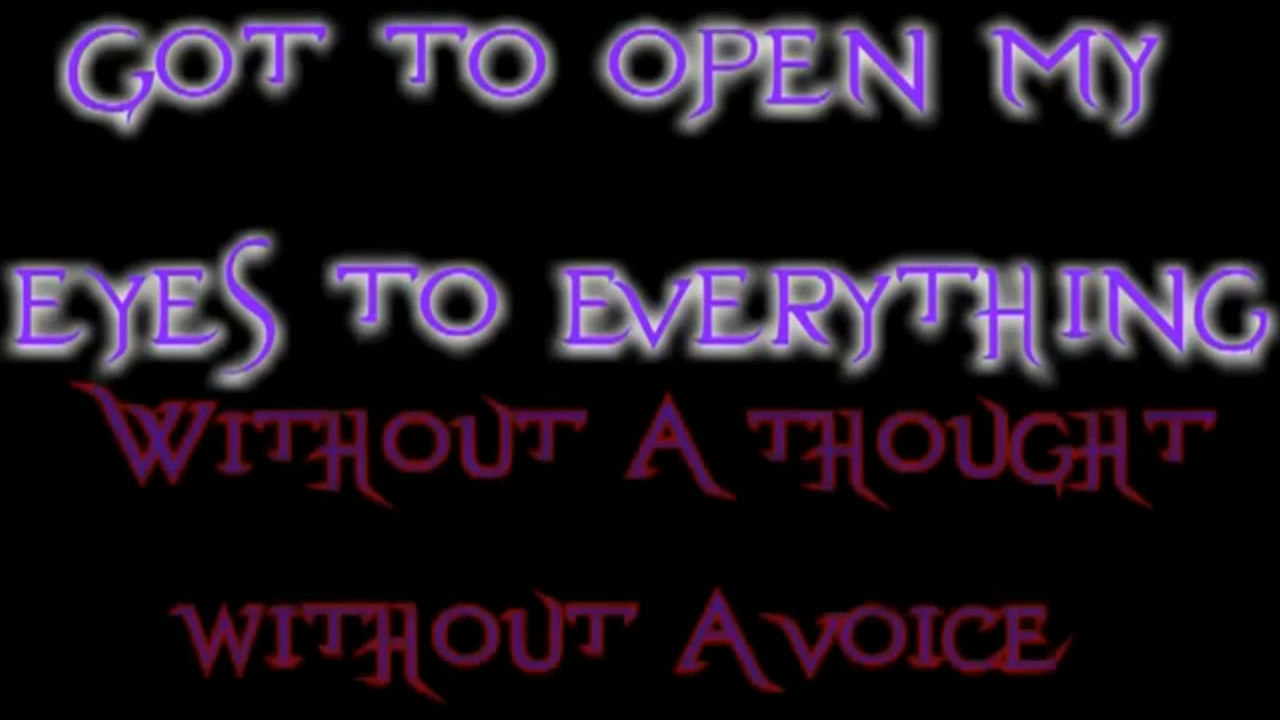 GOT TO OPEN MY
EYES TO EVERYTHING
WITHOUT A THOUGHT
WITHOUT A VOICE